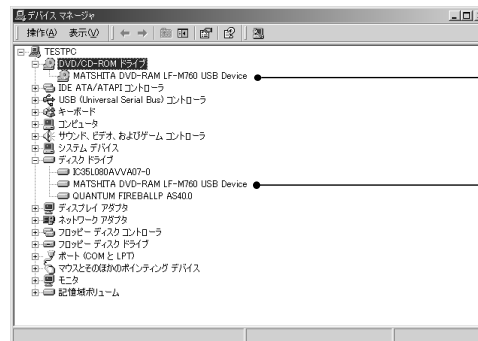 デバイス マネージャ
操作(A) 表示(V)
TESTPC
DVD/CD-ROM ドライブ
MATSHITA DVD-RAM LF-M760 USB Device
IDE ATA/ATAPI コントローラ
USB (Universal Serial Bus) コントローラ
キーボード
コンピュータ
サウンド、ビデオ、およびゲーム コントローラ
システム デバイス
ディスク ドライブ
IC35L080AVVA07-0
MATSHITA DVD-RAM LF-M760 USB Device
QUANTUM FIREBALLP AS40.0
ディスプレイ アダプタ
ネットワーク アダプタ
フロッピー ディスク コントローラ
フロッピー ディスク ドライブ
ポート (COM と LPT)
マウスとそのほかのポインティング デバイス
モニタ
記憶域ボリューム